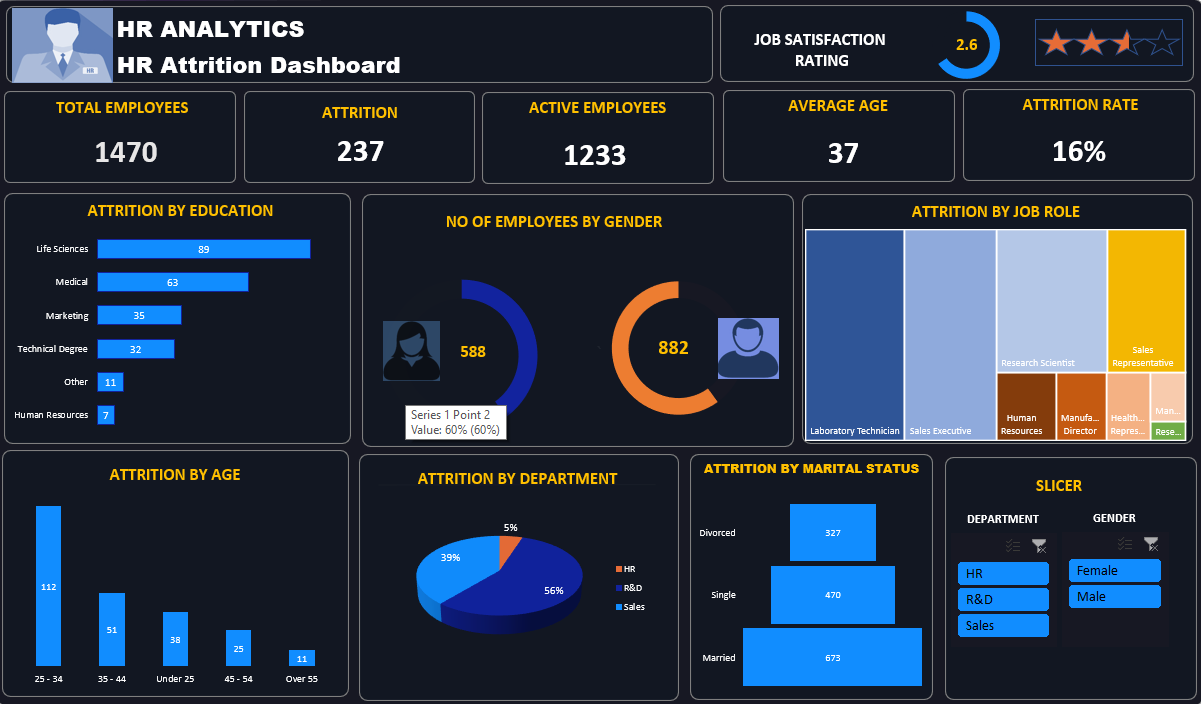 HR ANALYTICS
HR Attrition Dashboard
HR
JOB SATISFACTION
RATING
2.6
TOTAL EMPLOYEES
1470
ATTRITION
237
ACTIVE EMPLOYEES
1233
AVERAGE AGE
37
ATTRITION RATE
16%
ATTRITION BY EDUCATION
Life Sciences
89
Medical
63
Marketing
35
Technical Degree
32
Other
11
Human Resources
7
NO OF EMPLOYEES BY GENDER
588
882
Series 1 Point 2
Value: 60% (60%)
ATTRITION BY JOB ROLE
Laboratory Technician
Sales Executive
Research Scientist
Sales
Representative
Human
Resources
Manufa...
Director
Health...
Repres...
Man...
Rese...
ATTRITION BY AGE
112
51
38
25
11
25 - 34
35 - 44
Under 25
45 - 54
Over 55
ATTRITION BY DEPARTMENT
5%
39%
56%
HR
R&D
Sales
ATTRITION BY MARITAL STATUS
Divorced
327
Single
470
Married
673
SLICER
DEPARTMENT
HR
R&D
Sales
GENDER
Female
Male